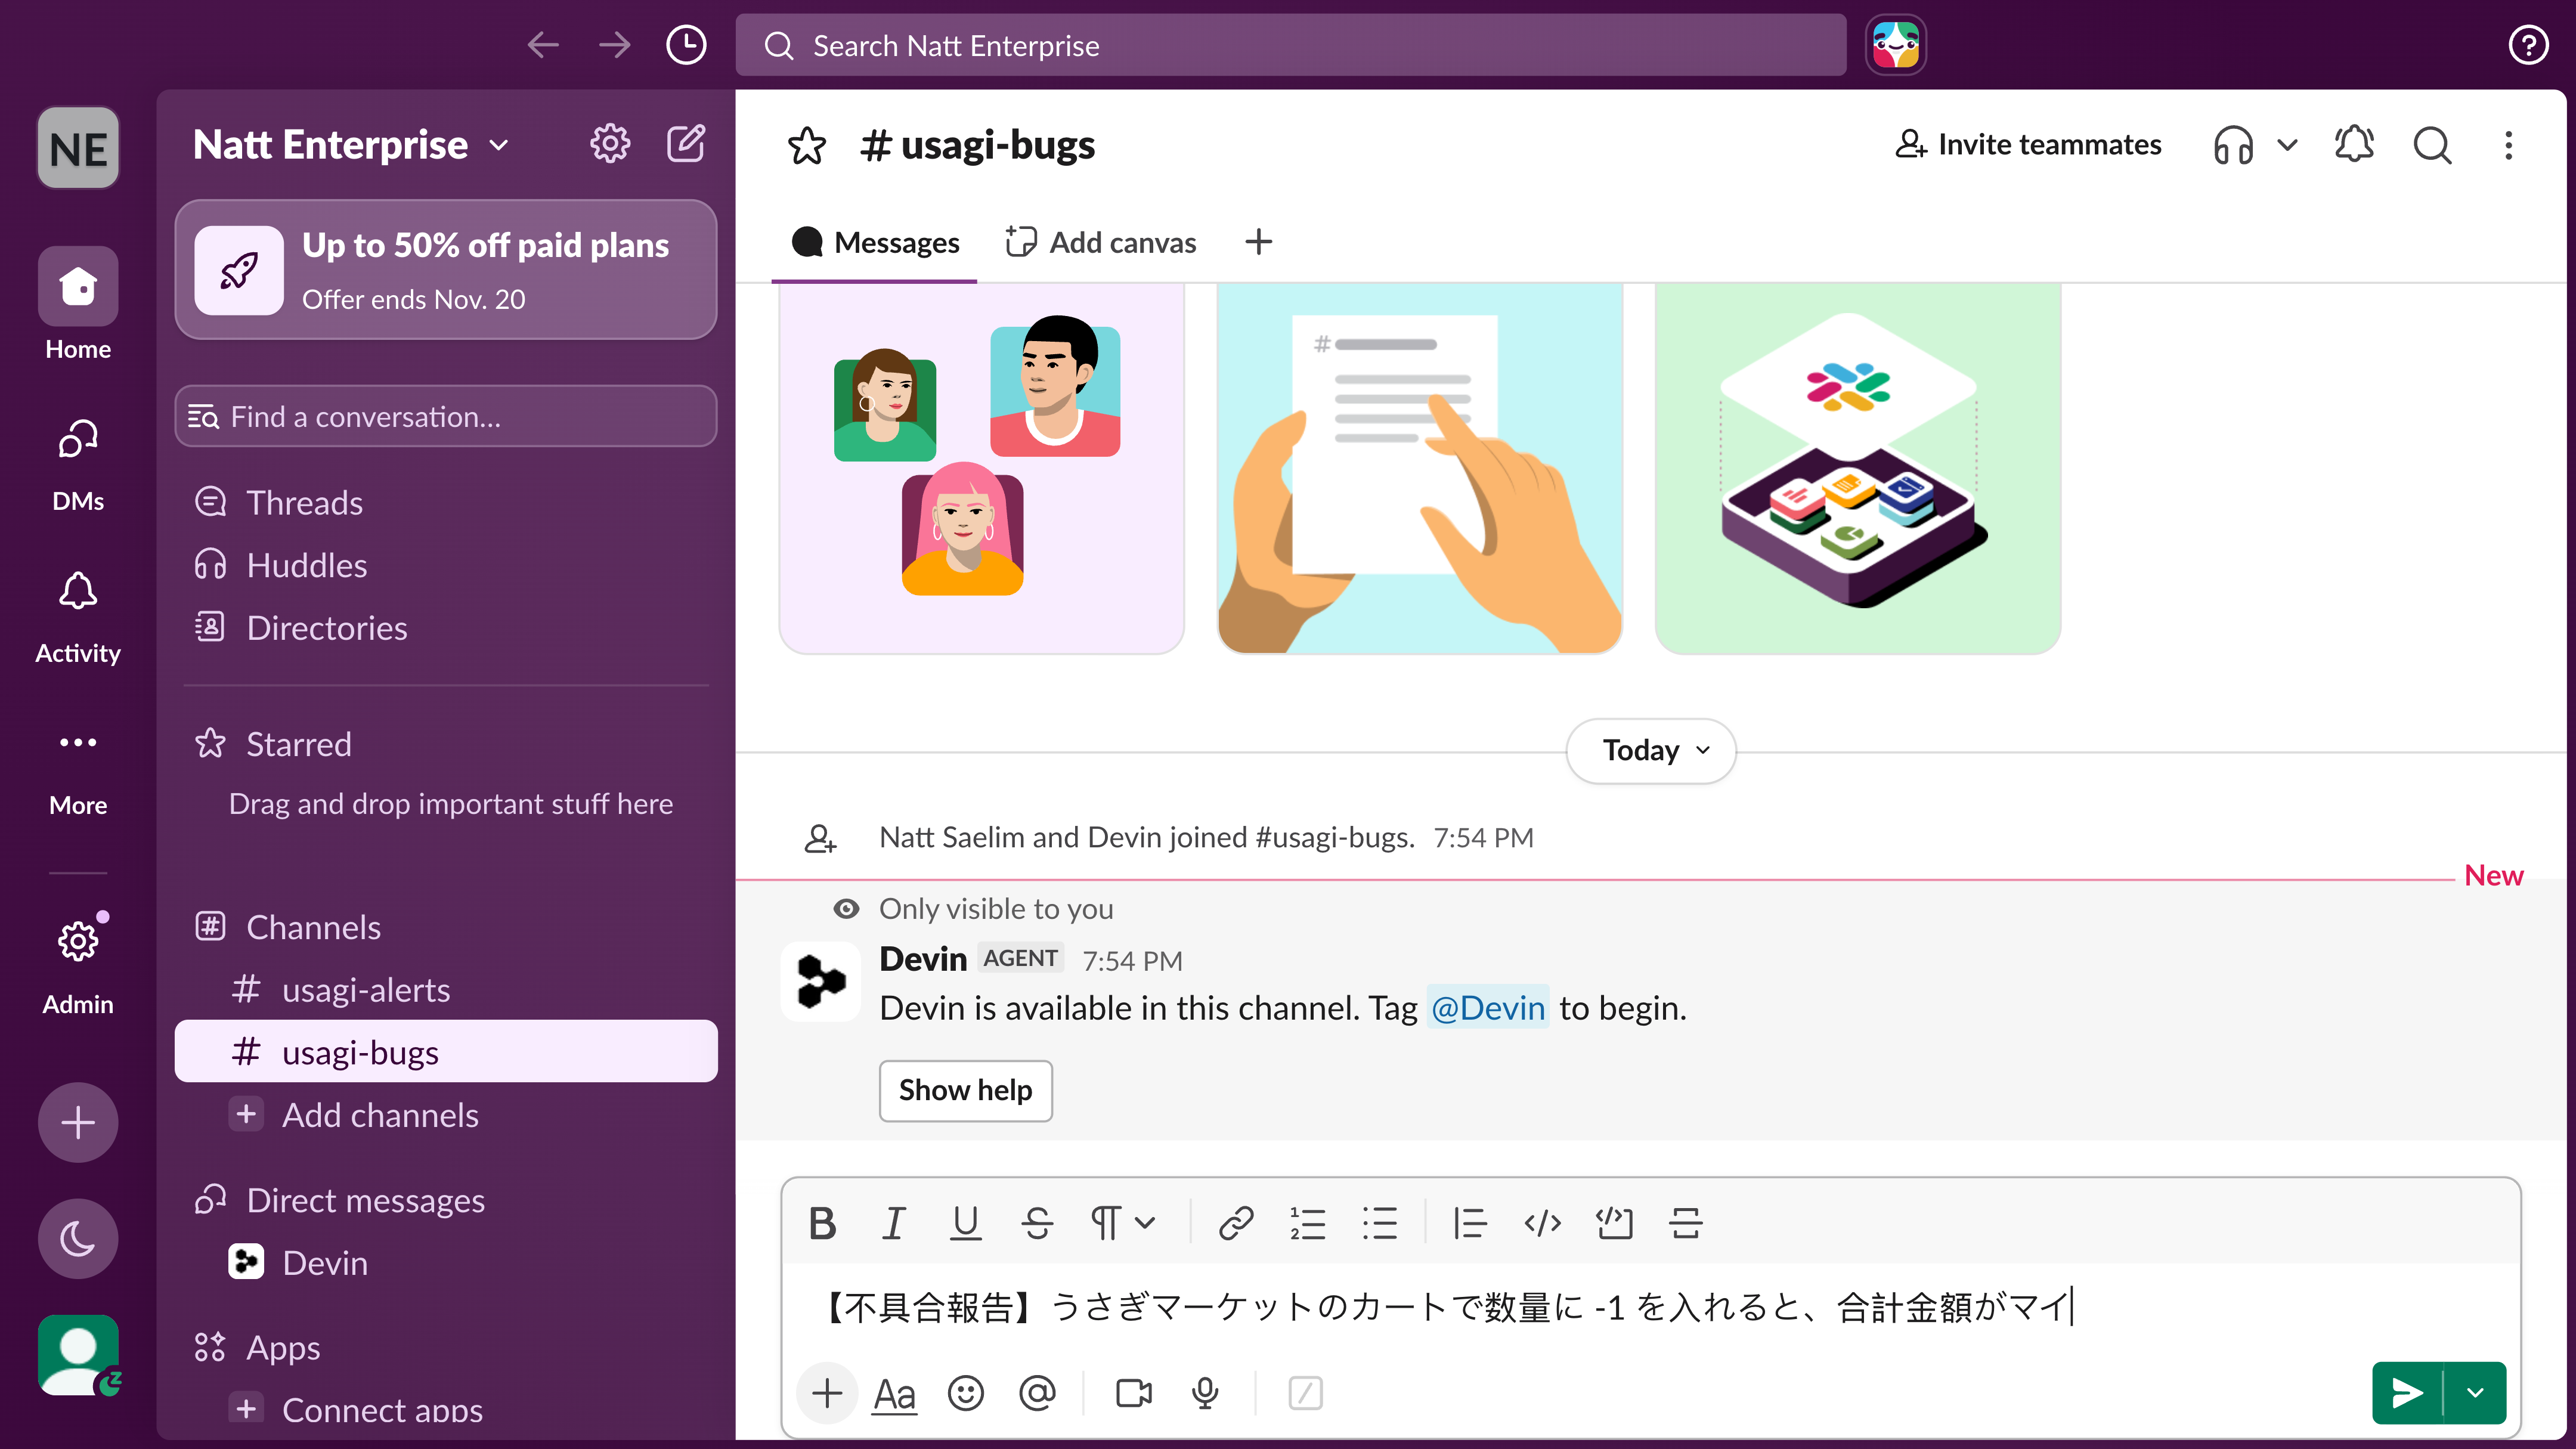 Search Natt Enterprise
NE
Home
DMs
Activity
More
Admin
Natt Enterprise
Up to 50% off paid plans
Offer ends Nov. 20
Find a conversation...
Threads
Huddles
Directories
Starred
Drag and drop important stuff here
Channels
# usagi-alerts
# usagi-bugs
Add channels
Direct messages
Devin
Apps
Connect apps
# usagi-bugs
Invite teammates
Messages
Add canvas
#
Today
Natt Saelim and Devin joined #usagi-bugs. 7:54 PM
New
Only visible to you
Devin AGENT 7:54 PM
Devin is available in this channel. Tag @Devin to begin.
Show help
【不具合報告】うさぎマーケットのカートで数量に -1 を入れると、合計金額がマイ
Aa